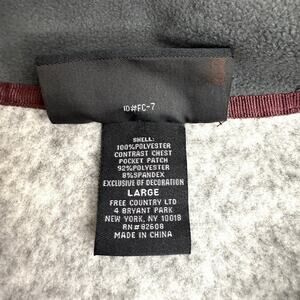 ID#FC-7
SHELL:
100%POLYESTER
CONTRAST CHEST
POCKET PATCH
92%POLYESTER
8%SPANDEX
EXCLUSIVE OF DECORATION
LARGE
FREE COUNTRY LTD
4 BRYANT PARK
NEW YORK, NY 10018
RN#82608
MADE IN CHINA